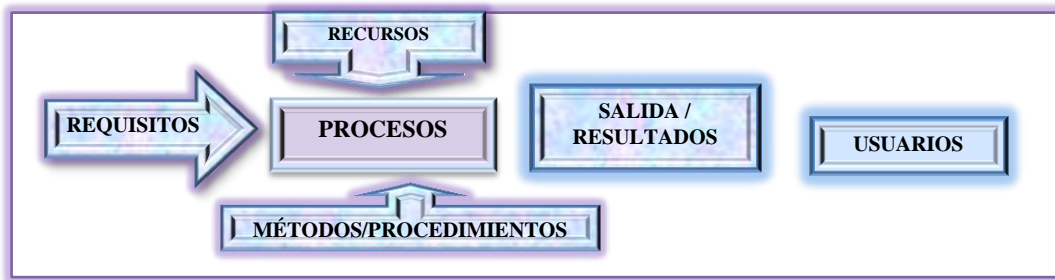 RECURSOS
REQUISITOS
PROCESOS
SALIDA /
RESULTADOS
USUARIOS
MÉTODOS/PROCEDIMIENTOS